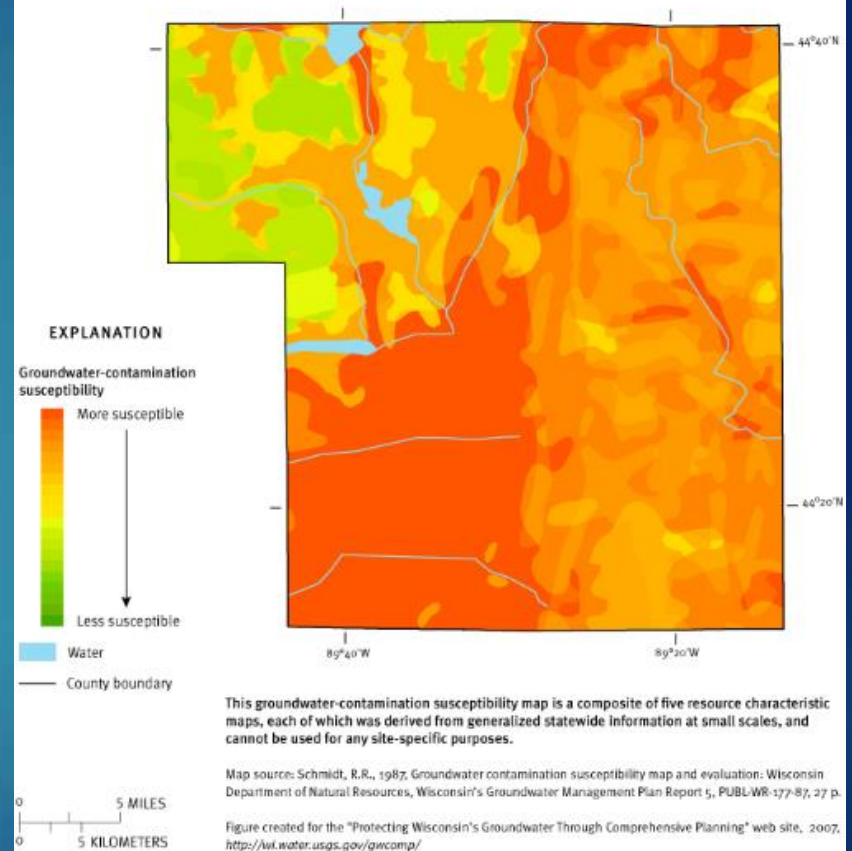 44°40'N
EXPLANATION
Groundwater-contamination
susceptibility
More susceptible
Less susceptible
Water
County boundary
44°20'N
89°40'W
89°20'W
This groundwater-contamination susceptibility map is a composite of five resource characteristic
maps, each of which was derived from generalized statewide information at small scales, and
cannot be used for any site-specific purposes.
Map source: Schmidt, R.R., 1987, Groundwater contamination susceptibility map and evaluation: Wisconsin
Department of Natural Resources, Wisconsin's Groundwater Management Plan Report 5, PUBL-WR-177-87, 27 p.
Figure created for the "Protecting Wisconsin's Groundwater Through Comprehensive Planning" web site, 2007,
http://wi.water.usgs.gov/gwcomp/
0 5 MILES
0 5 KILOMETERS